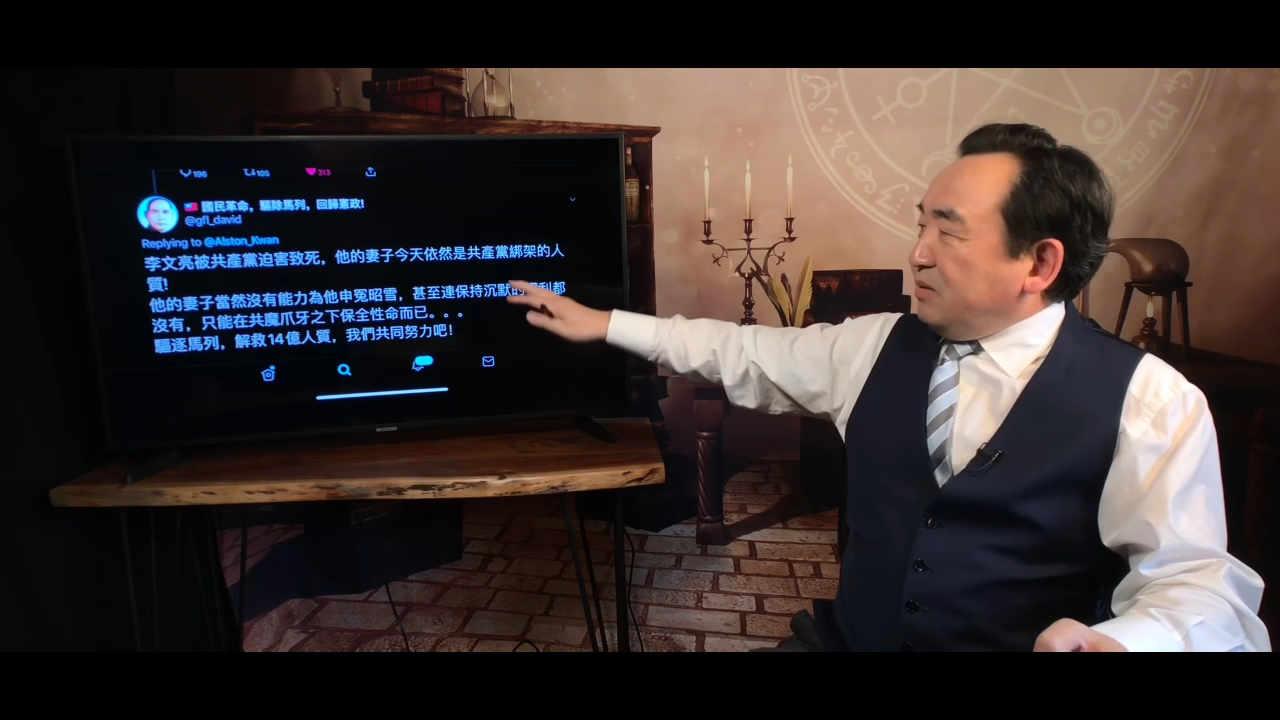 196 105 313
🇹🇼 國民革命，驅除馬列，回歸憲政!
@gfl_david
Replying to @Alston_Kwan
李文亮被共產黨迫害致死，他的妻子今天依然是共產黨綁架的人
質!
他的妻子當然沒有能力為他申冤昭雪，甚至連保持沉默的權利都
沒有，只能在共魔爪牙之下保全性命而已。。。
驅逐馬列，解救14億人質，我們共同努力吧!